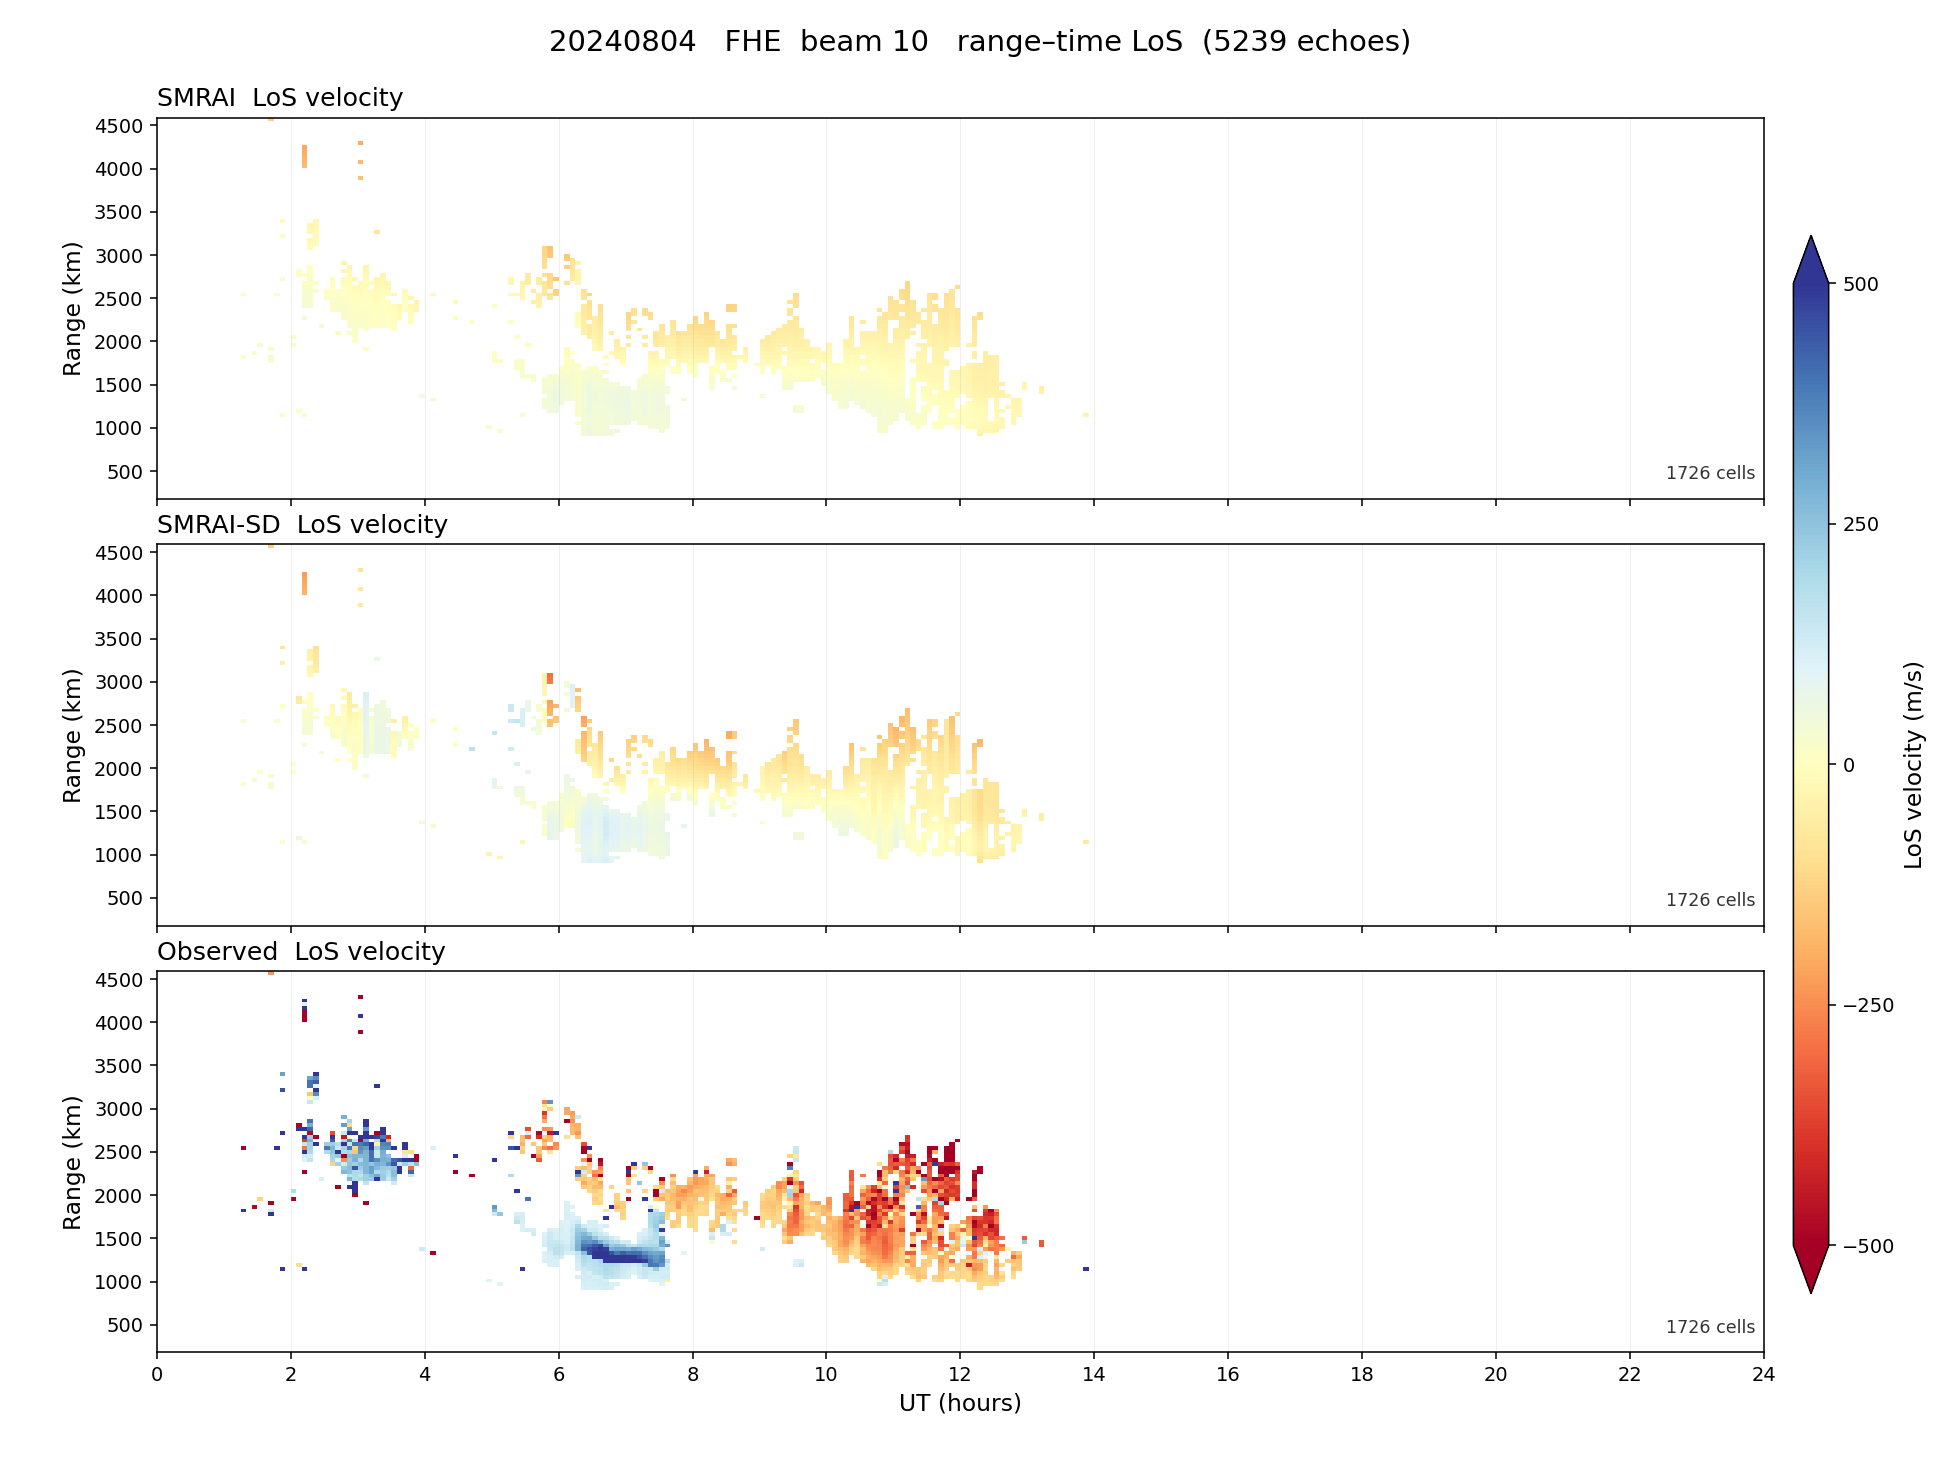 20240804 FHE beam 10 range–time LoS (5239 echoes)
SMRAI LoS velocity
4500
4000
3500
3000
2500
2000
1500
1000
500
Range (km)
1726 cells
SMRAI-SD LoS velocity
4500
4000
3500
3000
2500
2000
1500
1000
500
Range (km)
1726 cells
Observed LoS velocity
4500
4000
3500
3000
2500
2000
1500
1000
500
Range (km)
1726 cells
0 2 4 6 8 10 12 14 16 18 20 22 24
UT (hours)
500
250
0
−250
−500
LoS velocity (m/s)